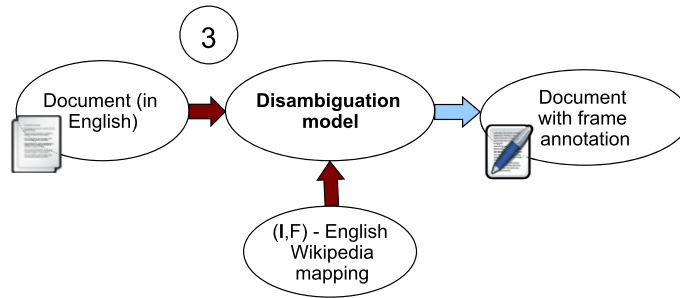 3
Document (in
English)
Disambiguation
model
Document
with frame
annotation
(I,F) - English
Wikipedia
mapping